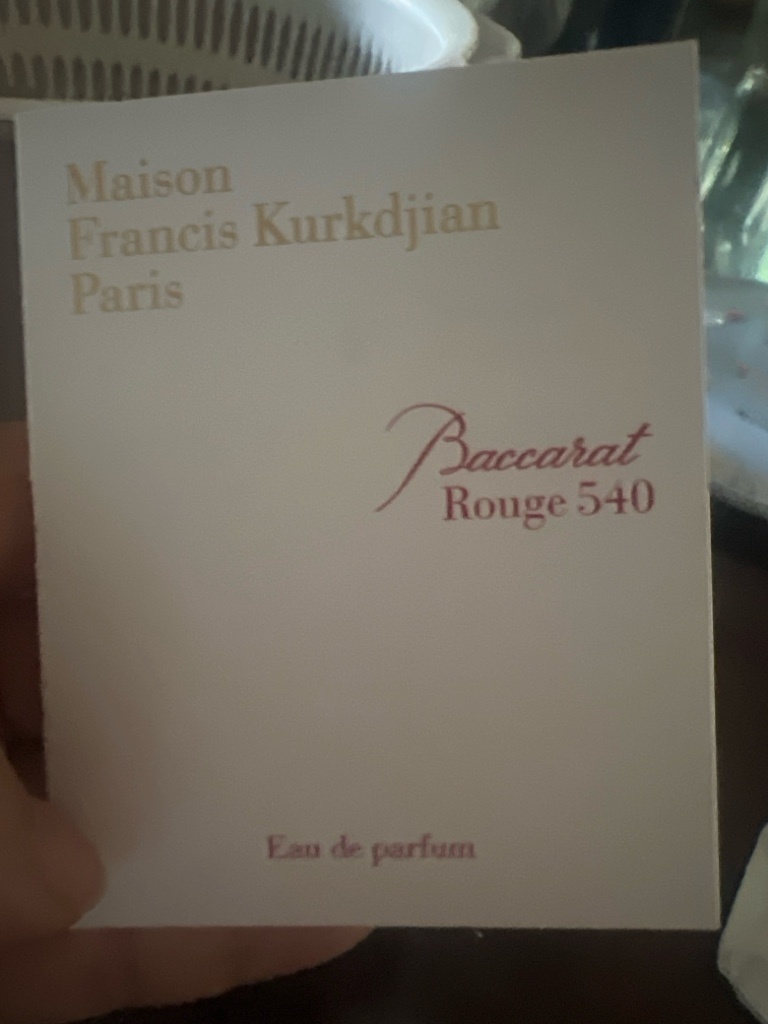 Maison
Francis Kurkdjian
Paris
Baccarat
Rouge 540
Eau de parfum